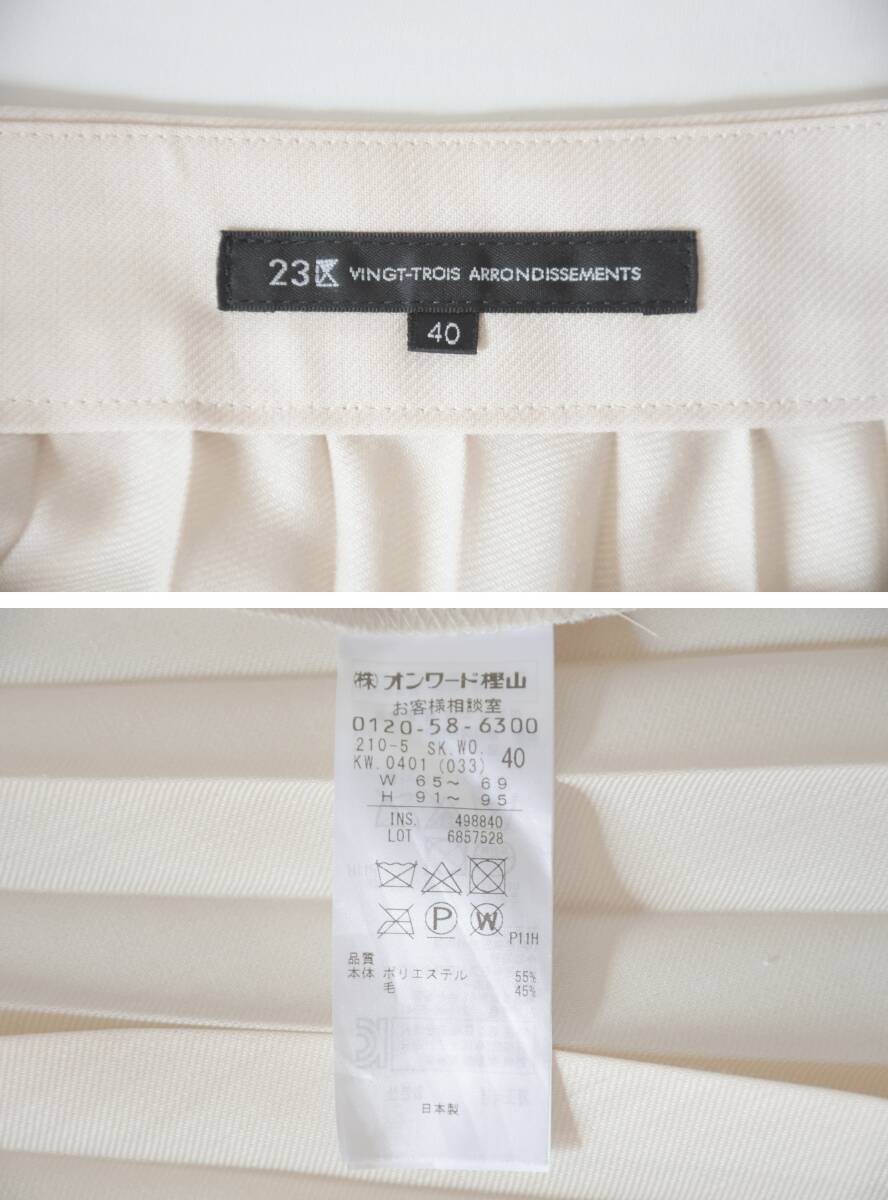 23区 VINGT-TROIS ARRONDISSEMENTS
40
(株)オンワード樫山
お客様相談室
0120-58-6300
210-5 SK.WO.
KW.0401 (033) 40
W 65～ 69
H 91～ 95
INS. 498840
LOT 6857528
P
W
P11H
品質
本体 ポリエステル 55%
毛 45%
日本製